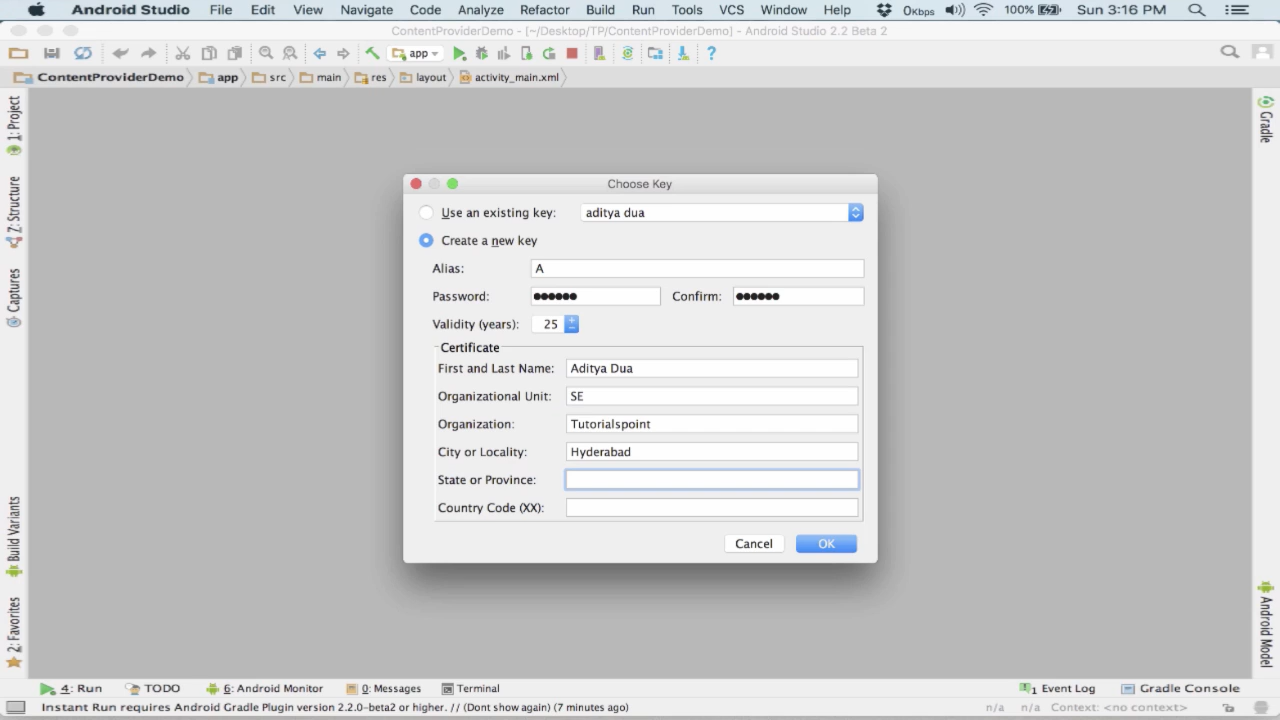 Android Studio File Edit View Navigate Code Analyze Refactor Build Run Tools VCS Window Help 0Kbps 100% Sun 3:16 PM
ContentProviderDemo - [~/Desktop/TP/ContentProviderDemo] - Android Studio 2.2 Beta 2
app
ContentProviderDemo app src main res layout activity_main.xml
1: Project
Z: Structure
Captures
Build Variants
2: Favorites
Gradle
Android Model
Choose Key
Use an existing key: aditya dua
Create a new key
Alias: A
Password: ●●●●●● Confirm: ●●●●●●
Validity (years): 25
Certificate
First and Last Name: Aditya Dua
Organizational Unit: SE
Organization: Tutorialspoint
City or Locality: Hyderabad
State or Province:
Country Code (XX):
Cancel OK
4: Run TODO 6: Android Monitor 0: Messages Terminal 1 Event Log Gradle Console
Instant Run requires Android Gradle Plugin version 2.2.0-beta2 or higher. // (Dont show again) (7 minutes ago) n/a n/a Context: <no context>